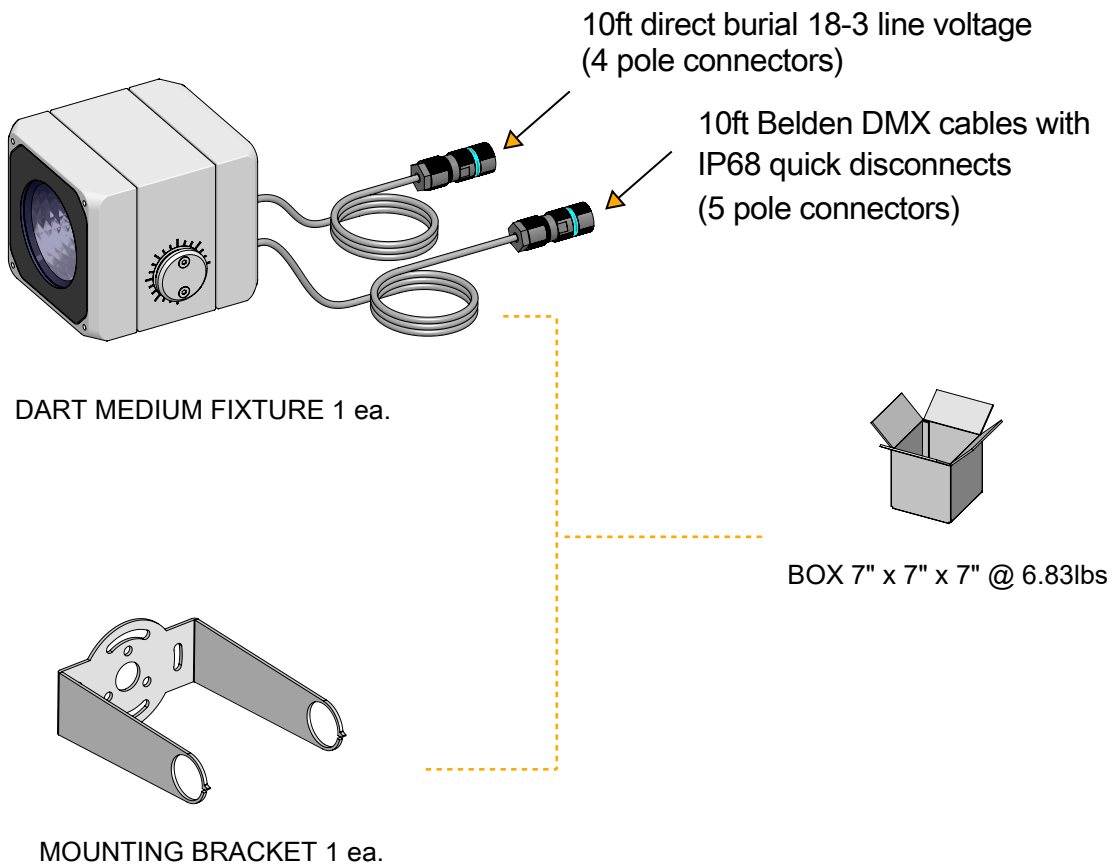 10ft direct burial 18-3 line voltage
(4 pole connectors)
10ft Belden DMX cables with
IP68 quick disconnects
(5 pole connectors)
DART MEDIUM FIXTURE 1 ea.
BOX 7" x 7" x 7" @ 6.83lbs
MOUNTING BRACKET 1 ea.